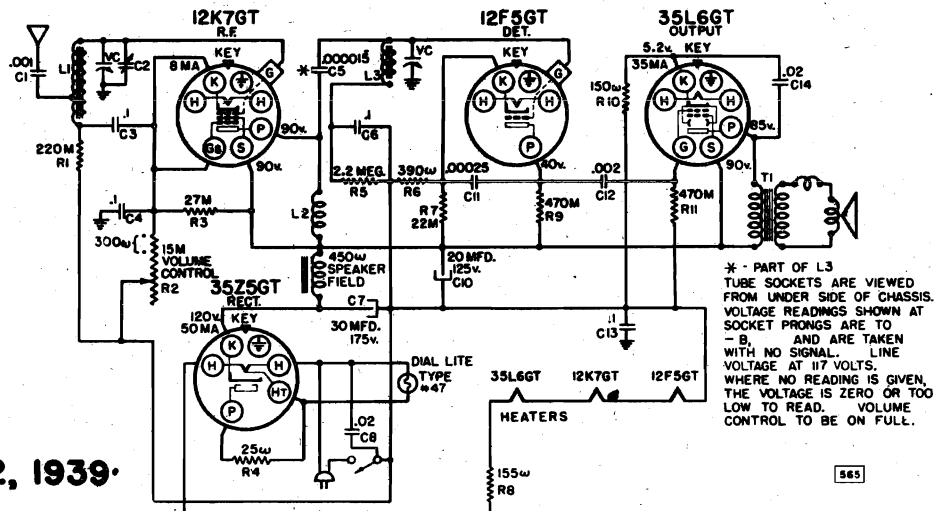 12K7GT
R.F.
KEY
8 MA
K
H
H
G
P
G2
S
90v.
90v.
.001
C1
L1
VC
C2
.1
C3
220M
R1
.1
C4
27M
R3
300ω
15M
VOLUME
CONTROL
R2
12F5GT
DET.
KEY
H
H
G
P
40v.
* .000015
C5
L3
VC
.1
C6
2.2 MEG.
R5
390ω
R6
.00025
C11
R7
22M
470M
R9
.002
C12
L2
450ω
SPEAKER
FIELD
20 MFD.
125v.
C10
C7
30 MFD.
175v.
35L6GT
OUTPUT
5.2v. KEY
35MA
K
H
H
P
G
S
85v.
90v.
150ω
R10
.02
C14
470M
R11
T1
.1
C13
35Z5GT
RECT.
120v. KEY
50MA
K
H
H
HT
P
25ω
R4
DIAL LITE
TYPE
#47
.02
C8
35L6GT 12K7GT 12F5GT
HEATERS
155ω
R8
* - PART OF L3
TUBE SOCKETS ARE VIEWED
FROM UNDER SIDE OF CHASSIS.
VOLTAGE READINGS SHOWN AT
SOCKET PRONGS ARE TO
- B, AND ARE TAKEN
WITH NO SIGNAL. LINE
VOLTAGE AT 117 VOLTS.
WHERE NO READING IS GIVEN,
THE VOLTAGE IS ZERO OR TOO
LOW TO READ. VOLUME
CONTROL TO BE ON FULL.
2, 1939.
565